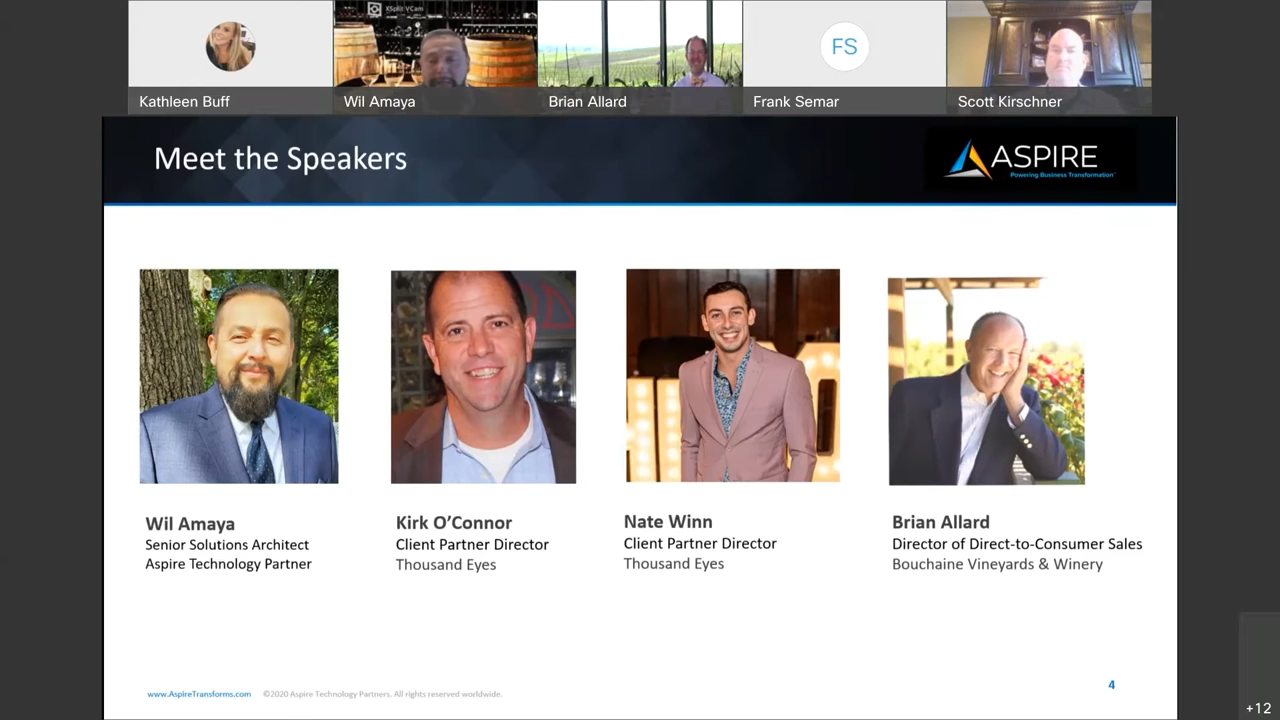 XSplit VCam
FS
Kathleen Buff
Wil Amaya
Brian Allard
Frank Semar
Scott Kirschner
Meet the Speakers
ASPIRE
Powering Business Transformation
Wil Amaya
Senior Solutions Architect
Aspire Technology Partner
Kirk O'Connor
Client Partner Director
Thousand Eyes
Nate Winn
Client Partner Director
Thousand Eyes
Brian Allard
Director of Direct-to-Consumer Sales
Bouchaine Vineyards & Winery
www.AspireTransforms.com ©2020 Aspire Technology Partners. All rights reserved worldwide.
4
+12